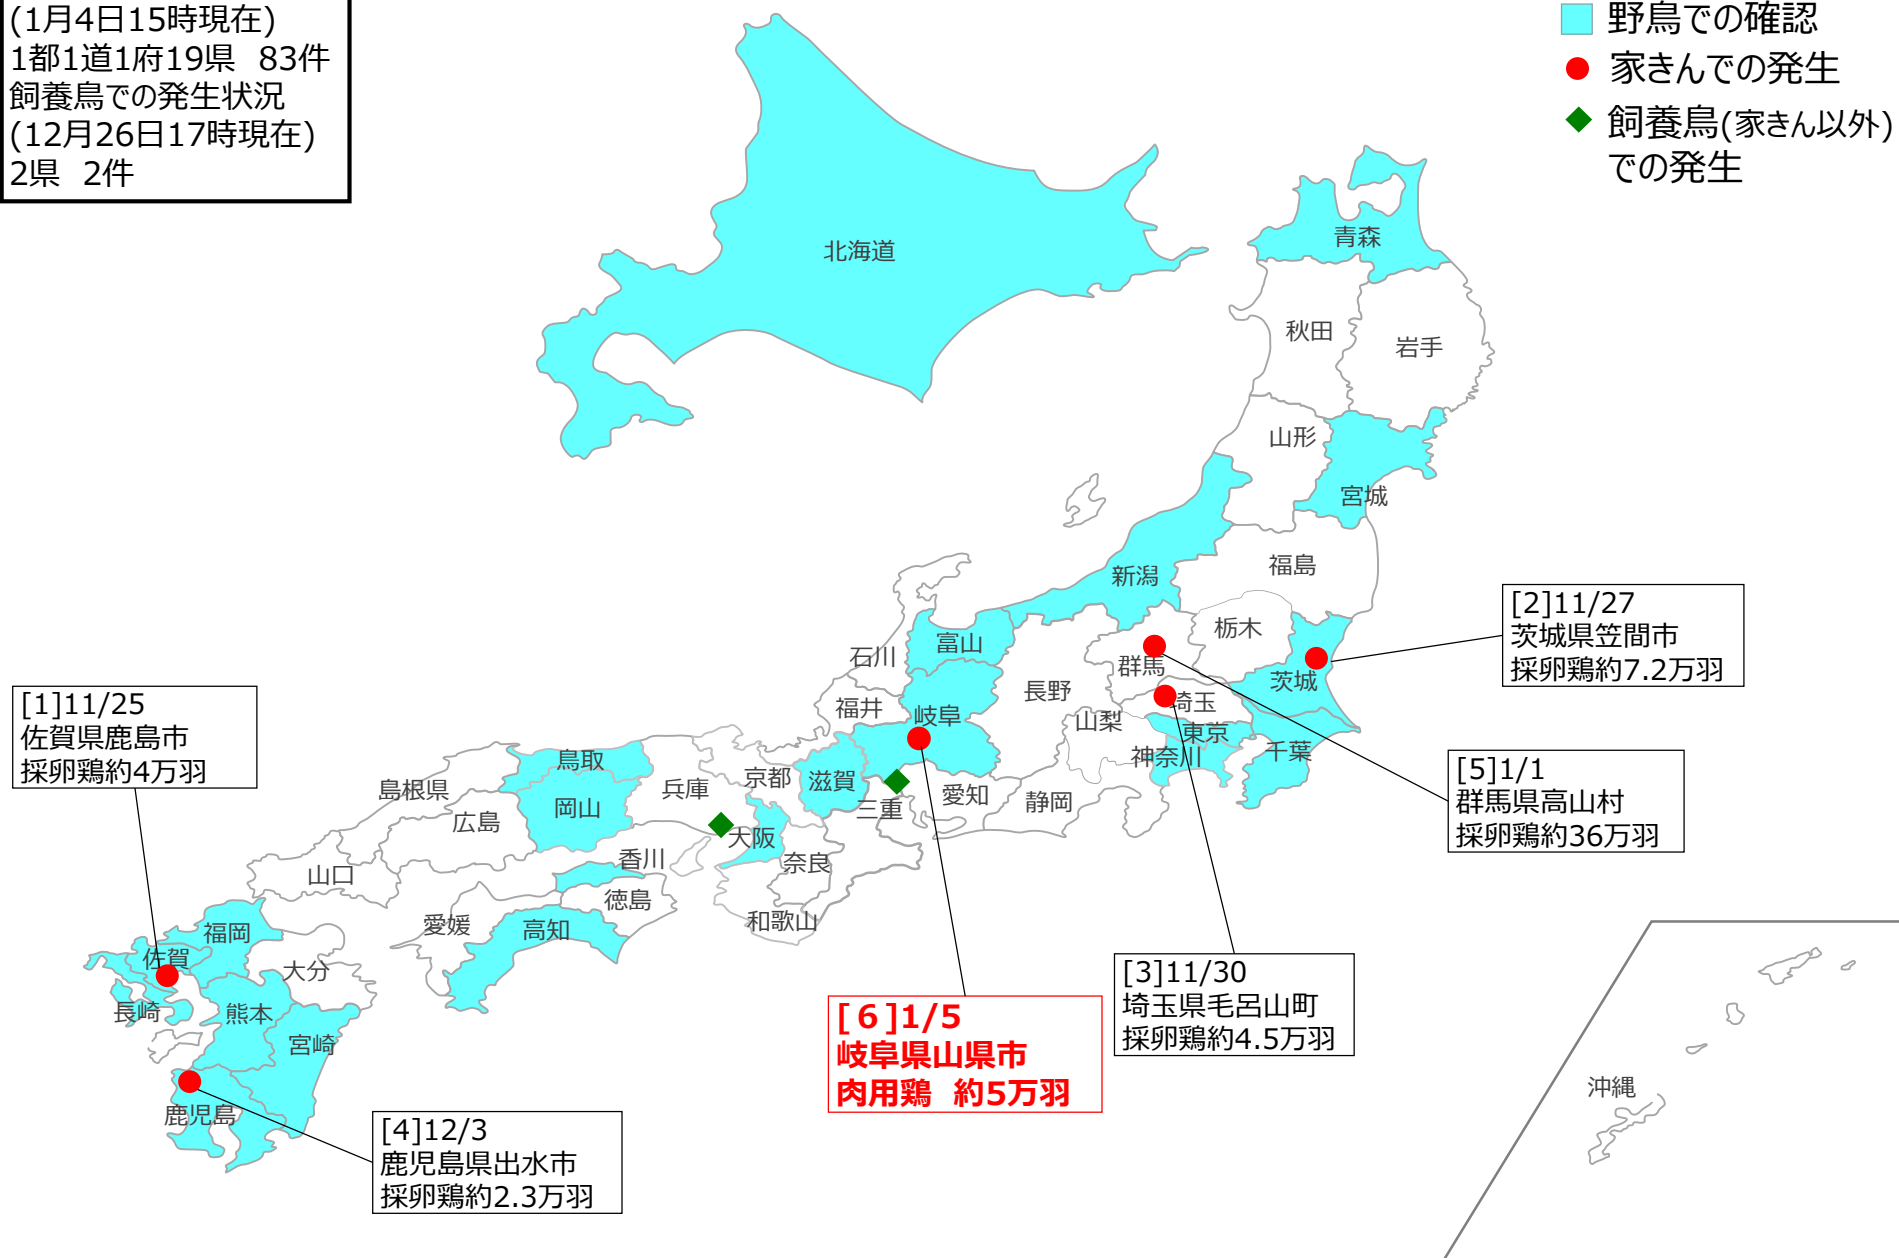 (1月4日15時現在)
1都1道1府19県 83件
飼養鳥での発生状況
(12月26日17時現在)
2県 2件
野鳥での確認
家きんでの発生
飼養鳥(家きん以外)
での発生
北海道
青森
秋田
岩手
山形
宮城
福島
新潟
栃木
群馬
茨城
埼玉
東京
千葉
神奈川
山梨
長野
富山
石川
福井
岐阜
静岡
愛知
三重
滋賀
京都
大阪
兵庫
奈良
和歌山
鳥取
岡山
島根県
広島
山口
香川
徳島
愛媛
高知
福岡
佐賀
長崎
大分
熊本
宮崎
鹿児島
沖縄
[1]11/25
佐賀県鹿島市
採卵鶏約4万羽
[2]11/27
茨城県笠間市
採卵鶏約7.2万羽
[5]1/1
群馬県高山村
採卵鶏約36万羽
[3]11/30
埼玉県毛呂山町
採卵鶏約4.5万羽
[６]1/5
岐阜県山県市
肉用鶏 約5万羽
[4]12/3
鹿児島県出水市
採卵鶏約2.3万羽